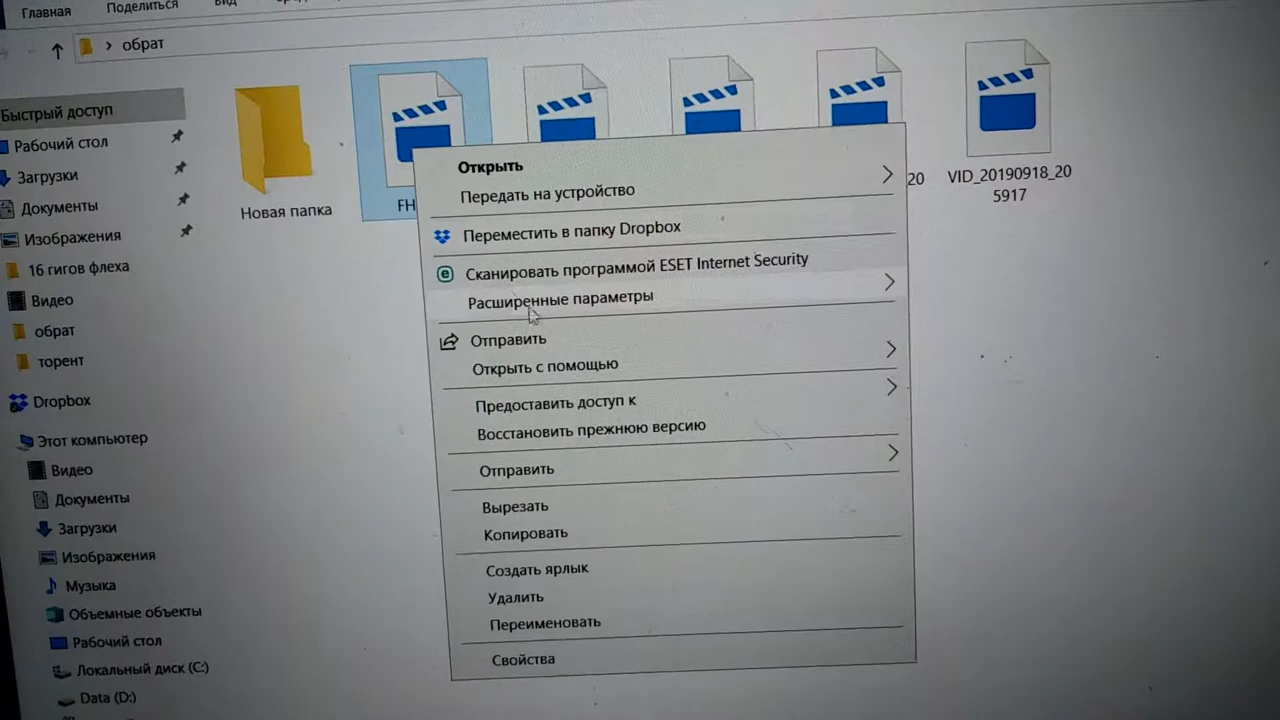 Главная
Поделиться
Вид
обрат
Быстрый доступ
Рабочий стол
Загрузки
Документы
Изображения
16 гигов флеха
Видео
обрат
торент
Dropbox
Этот компьютер
Видео
Документы
Загрузки
Изображения
Музыка
Объемные объекты
Рабочий стол
Локальный диск (C:)
Data (D:)
Новая папка
FH
20
VID_20190918_20
5917
Открыть
Передать на устройство
Переместить в папку Dropbox
Сканировать программой ESET Internet Security
Расширенные параметры
Отправить
Открыть с помощью
Предоставить доступ к
Восстановить прежнюю версию
Отправить
Вырезать
Копировать
Создать ярлык
Удалить
Переименовать
Свойства